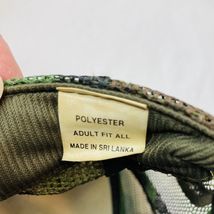 POLYESTER
ADULT FIT ALL
MADE IN SRI LANKA